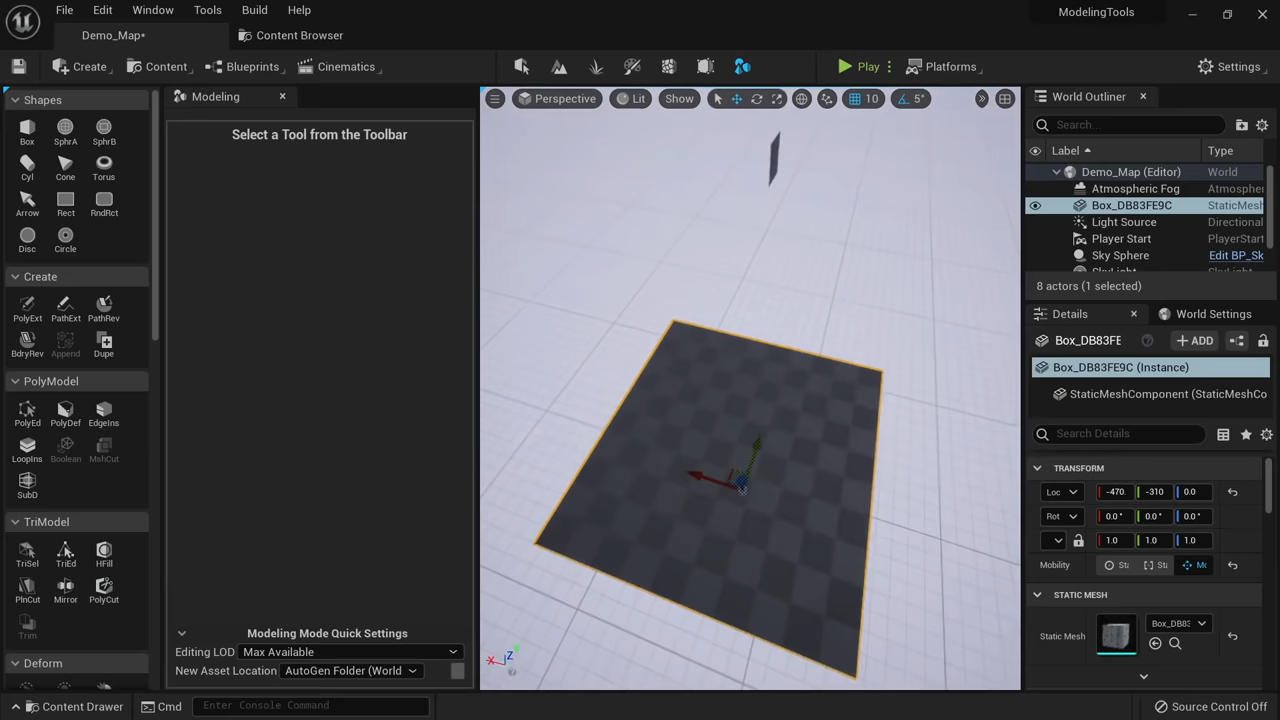 File Edit Window Tools Build Help
ModelingTools
Demo_Map•
Content Browser
Create
Content
Blueprints
Cinematics
Play
Platforms
Settings
Shapes
Box SphrA SphrB
Cyl Cone Torus
Arrow Rect RndRct
Disc Circle
Create
PolyExt PathExt PathRev
BdryRev Append Dupe
PolyModel
PolyEd PolyDef EdgeIns
LoopIns Boolean MshCut
SubD
TriModel
TriSel TriEd HFill
PlnCut Mirror PolyCut
Trim
Deform
Modeling
Select a Tool from the Toolbar
Modeling Mode Quick Settings
Editing LOD Max Available
New Asset Location AutoGen Folder (World
Perspective Lit Show 10 5°
X Z
World Outliner
Search...
Label Type
Demo_Map (Editor) World
Atmospheric Fog Atmospher
Box_DB83FE9C StaticMesh
Light Source Directional
Player Start PlayerStart
Sky Sphere Edit BP_Sk
SkyLight SkyLight
8 actors (1 selected)
Details
World Settings
Box_DB83FE
ADD
Box_DB83FE9C (Instance)
StaticMeshComponent (StaticMeshCo
Search Details
TRANSFORM
Loc -470. -310 0.0
Rot 0.0° 0.0° 0.0°
1.0 1.0 1.0
Mobility Sta Sta Mo
STATIC MESH
Static Mesh Box_DB83
Content Drawer
Cmd
Enter Console Command
Source Control Off